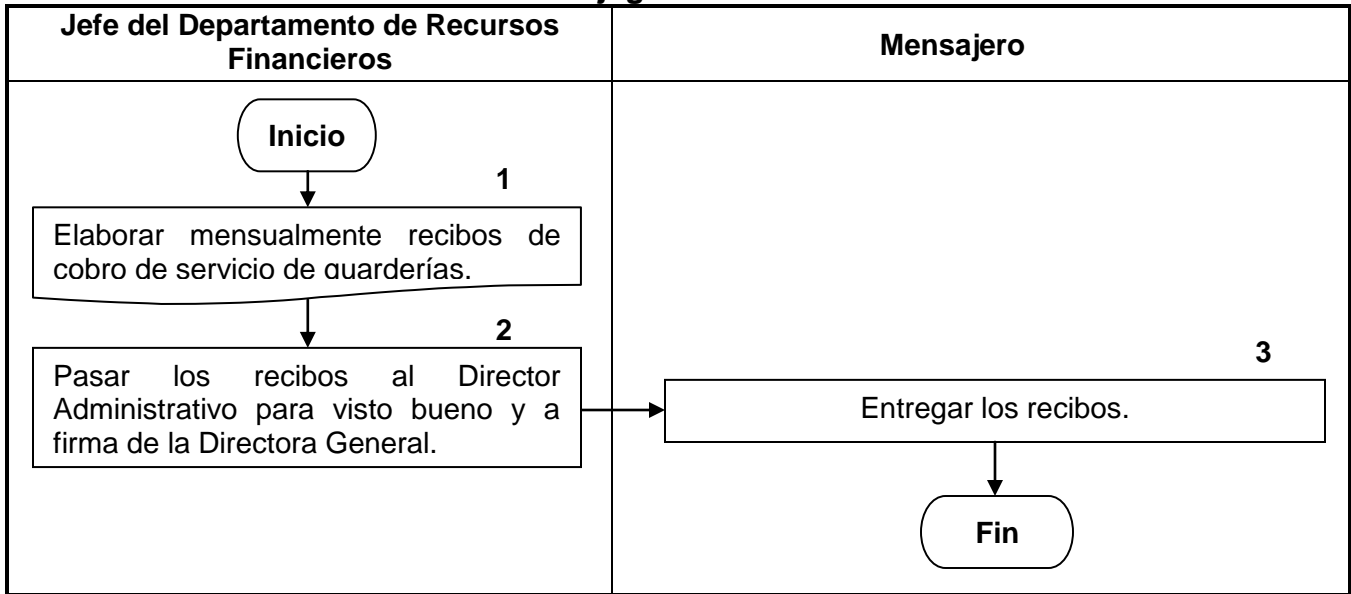 Jefe del Departamento de Recursos
Financieros
Mensajero
Inicio
1
Elaborar mensualmente recibos de
cobro de servicio de guarderías.
2
Pasar los recibos al Director
Administrativo para visto bueno y a
firma de la Directora General.
3
Entregar los recibos.
Fin